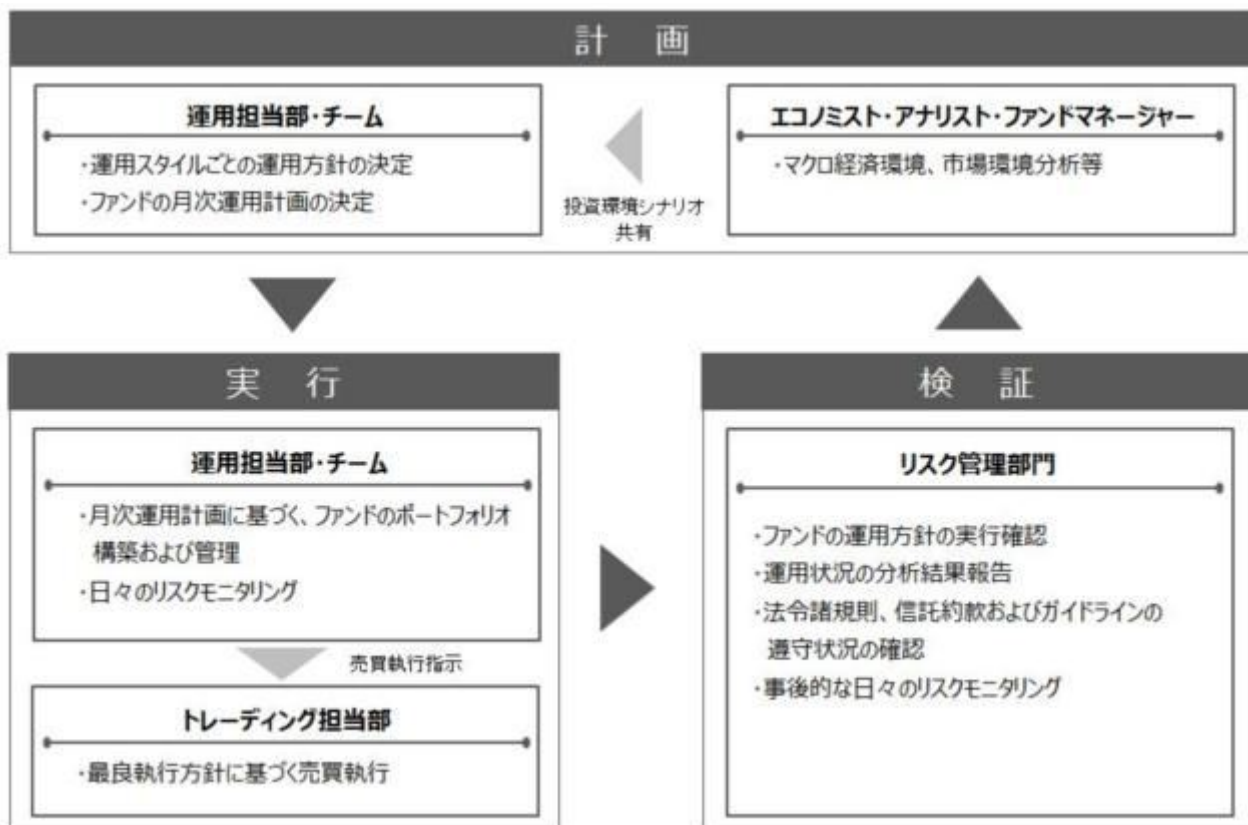 計 画
運用担当部・チーム
・運用スタイルごとの運用方針の決定
・ファンドの月次運用計画の決定
投資環境シナリオ
共有
エコノミスト・アナリスト・ファンドマネージャー
・マクロ経済環境、市場環境分析等
実 行
運用担当部・チーム
・月次運用計画に基づく、ファンドのポートフォリオ
構築および管理
・日々のリスクモニタリング
売買執行指示
トレーディング担当部
・最良執行方針に基づく売買執行
検 証
リスク管理部門
・ファンドの運用方針の実行確認
・運用状況の分析結果報告
・法令諸規則、信託約款およびガイドラインの
遵守状況の確認
・事後的な日々のリスクモニタリング